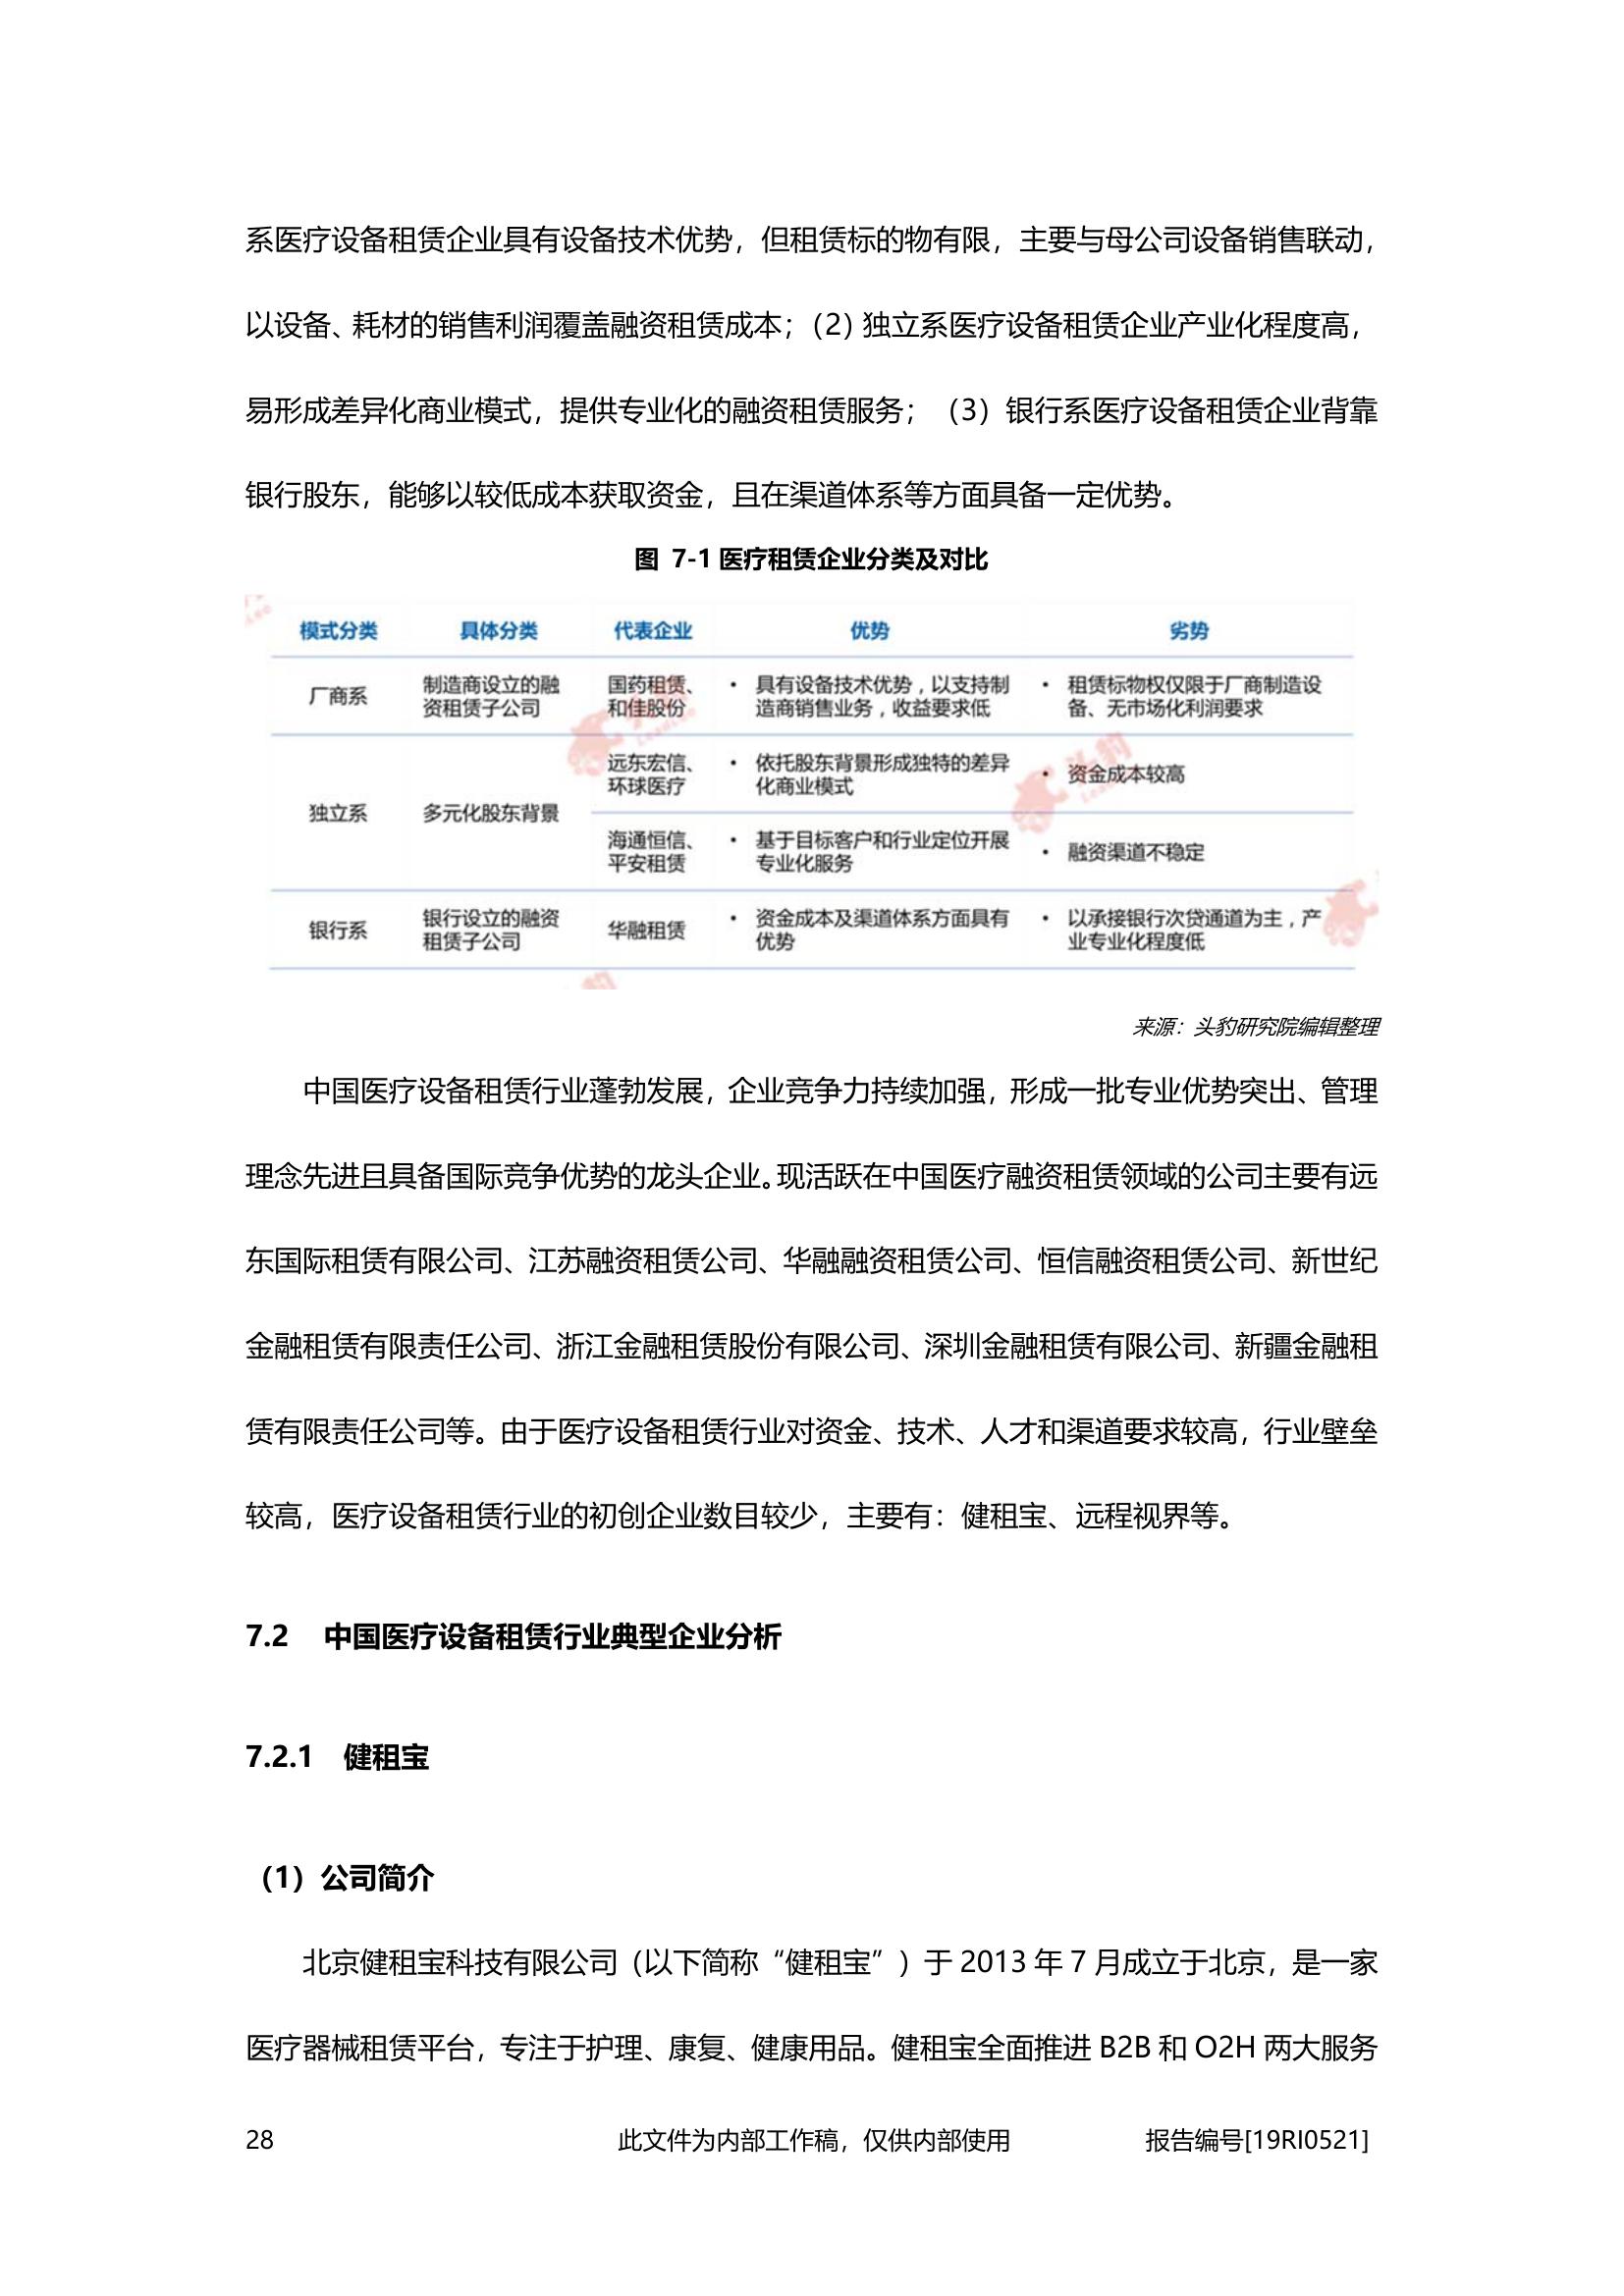 系医疗设备租赁企业具有设备技术优势，但租赁标的物有限，主要与母公司设备销售联动，
以设备、耗材的销售利润覆盖融资租赁成本；（2）独立系医疗设备租赁企业产业化程度高，
易形成差异化商业模式，提供专业化的融资租赁服务；（3）银行系医疗设备租赁企业背靠
银行股东，能够以较低成本获取资金，且在渠道体系等方面具备一定优势。
图 7-1 医疗租赁企业分类及对比
模式分类 具体分类 代表企业 优势 劣势
厂商系
制造商设立的融
资租赁子公司
国药租赁、
和佳股份
• 具有设备技术优势，以支持制
造商销售业务，收益要求低
• 租赁标物权仅限于厂商制造设
备、无市场化利润要求
独立系
多元化股东背景
远东宏信、
环球医疗
• 依托股东背景形成独特的差异
化商业模式
• 资金成本较高
海通恒信、
平安租赁
• 基于目标客户和行业定位开展
专业化服务
• 融资渠道不稳定
银行系
银行设立的融资
租赁子公司
华融租赁
• 资金成本及渠道体系方面具有
优势
• 以承接银行次贷通道为主，产
业专业化程度低
头豹
LeadLeo
头豹
来源：头豹研究院编辑整理
中国医疗设备租赁行业蓬勃发展，企业竞争力持续加强，形成一批专业优势突出、管理
理念先进且具备国际竞争优势的龙头企业。现活跃在中国医疗融资租赁领域的公司主要有远
东国际租赁有限公司、江苏融资租赁公司、华融融资租赁公司、恒信融资租赁公司、新世纪
金融租赁有限责任公司、浙江金融租赁股份有限公司、深圳金融租赁有限公司、新疆金融租
赁有限责任公司等。由于医疗设备租赁行业对资金、技术、人才和渠道要求较高，行业壁垒
较高，医疗设备租赁行业的初创企业数目较少，主要有：健租宝、远程视界等。
7.2 中国医疗设备租赁行业典型企业分析
7.2.1 健租宝
（1）公司简介
北京健租宝科技有限公司（以下简称“健租宝”）于 2013 年 7 月成立于北京，是一家
医疗器械租赁平台，专注于护理、康复、健康用品。健租宝全面推进 B2B 和 O2H 两大服务
28 此文件为内部工作稿，仅供内部使用 报告编号[19RI0521]